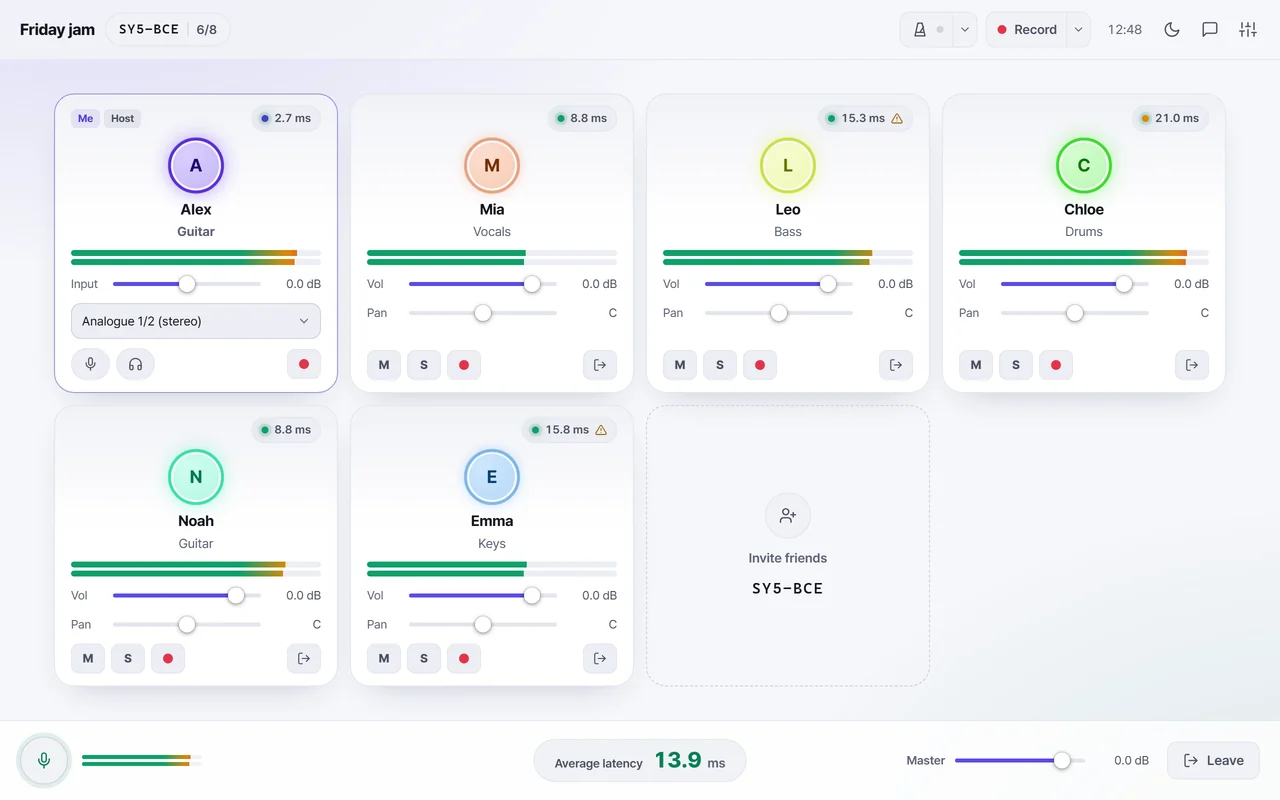 Friday jam SY5-BCE 6/8 Record 12:48
Me Host 2.7 ms
A
Alex
Guitar
Input 0.0 dB
Analogue 1/2 (stereo)
8.8 ms
M
Mia
Vocals
Vol 0.0 dB
Pan C
M S
15.3 ms
L
Leo
Bass
Vol 0.0 dB
Pan C
M S
21.0 ms
C
Chloe
Drums
Vol 0.0 dB
Pan C
M S
8.8 ms
N
Noah
Guitar
Vol 0.0 dB
Pan C
M S
15.8 ms
E
Emma
Keys
Vol 0.0 dB
Pan C
M S
Invite friends
SY5-BCE
Average latency 13.9 ms
Master 0.0 dB Leave